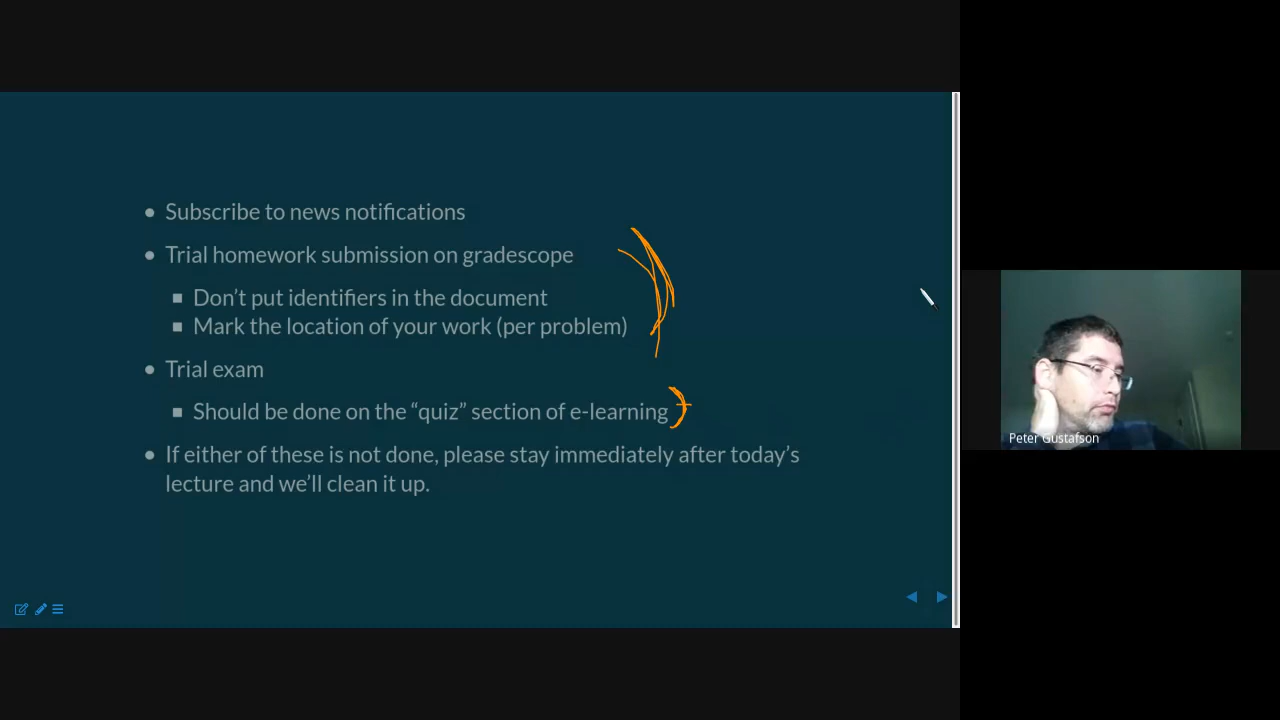 Subscribe to news notifications
Trial homework submission on gradescope
Don’t put identifiers in the document
Mark the location of your work (per problem)
Trial exam
Should be done on the “quiz” section of e-learning
If either of these is not done, please stay immediately after today’s
lecture and we’ll clean it up.
Peter Gustafson